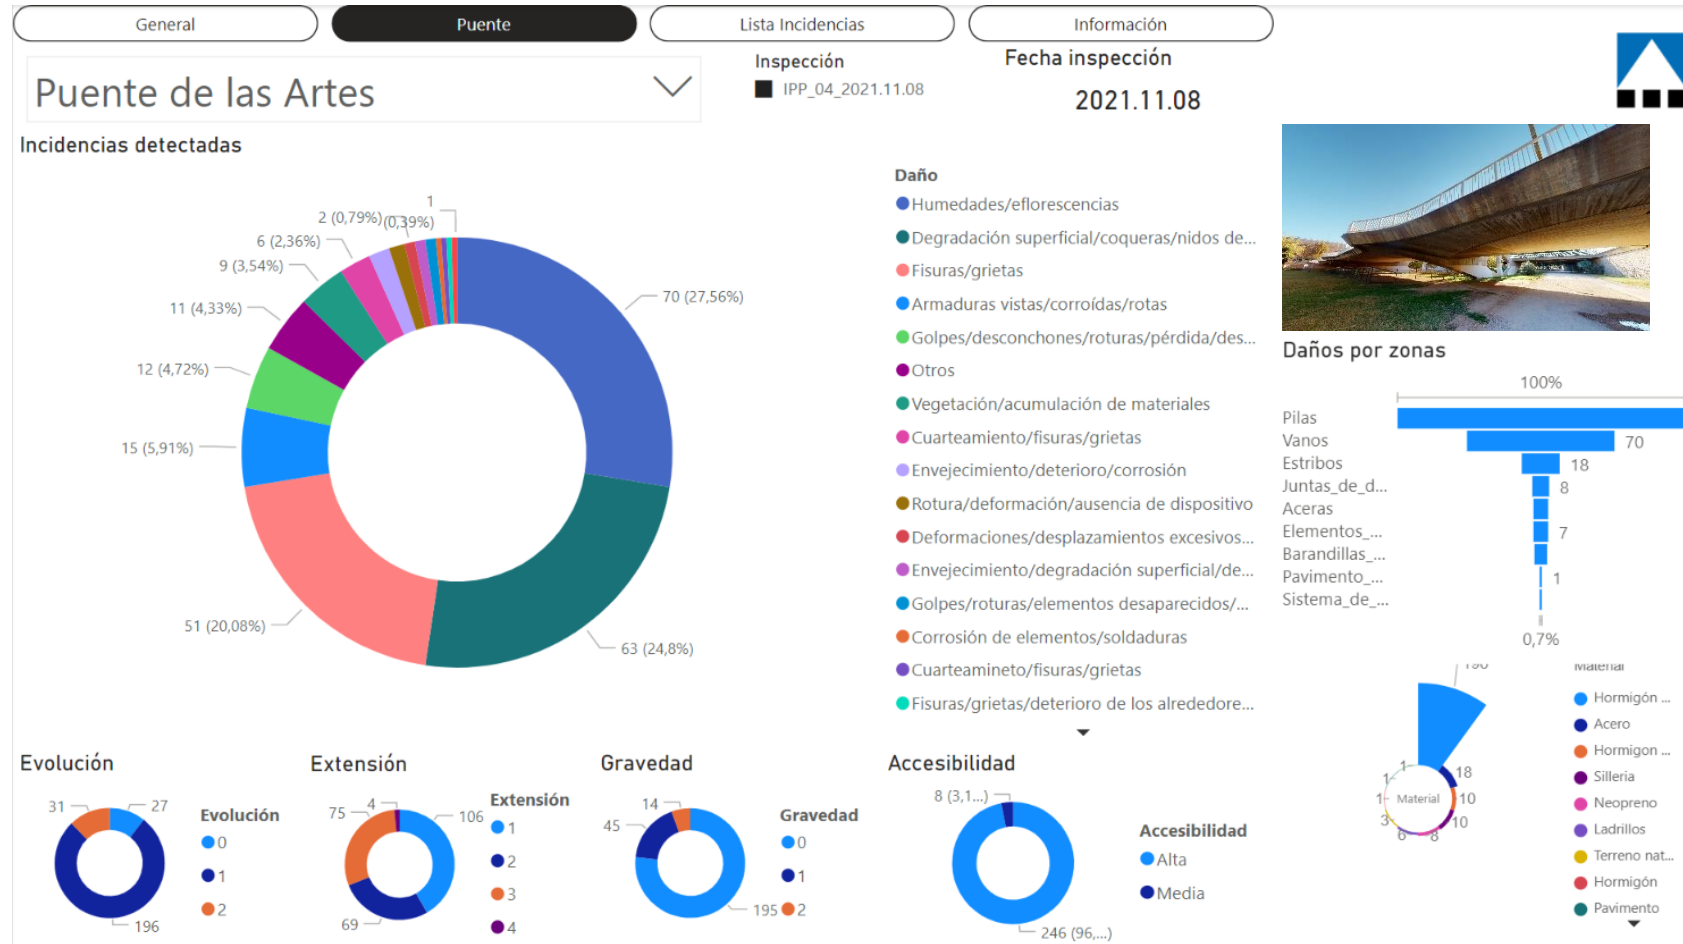 General
Puente
Lista Incidencias
Información
Puente de las Artes
Inspección
IPP_04_2021.11.08
Fecha inspección
2021.11.08
Incidencias detectadas
1
2 (0,79%)
(0,39%)
6 (2,36%)
9 (3,54%)
11 (4,33%)
12 (4,72%)
15 (5,91%)
51 (20,08%)
63 (24,8%)
70 (27,56%)
Daño
Humedades/eflorescencias
Degradación superficial/coqueras/nidos de...
Fisuras/grietas
Armaduras vistas/corroídas/rotas
Golpes/desconchones/roturas/pérdida/des...
Otros
Vegetación/acumulación de materiales
Cuarteamiento/fisuras/grietas
Envejecimiento/deterioro/corrosión
Rotura/deformación/ausencia de dispositivo
Deformaciones/desplazamientos excesivos...
Envejecimiento/degradación superficial/de...
Golpes/roturas/elementos desaparecidos/...
Corrosión de elementos/soldaduras
Cuarteamineto/fisuras/grietas
Fisuras/grietas/deterioro de los alrededore...
Daños por zonas
100%
Pilas
Vanos 70
Estribos 18
Juntas_de_d... 8
Aceras
Elementos_... 7
Barandillas_...
Pavimento_... 1
Sistema_de_...
0,7%
190
18
10
10
8
6
3
1
1
1
Material
Material
Hormigón ...
Acero
Hormigon ...
Silleria
Neopreno
Ladrillos
Terreno nat...
Hormigón
Pavimento
Evolución
31
27
196
Evolución
0
1
2
Extensión
4
75
106
69
Extensión
1
2
3
4
Gravedad
14
45
195
Gravedad
0
1
2
Accesibilidad
8 (3,1...)
246 (96,...)
Accesibilidad
Alta
Media